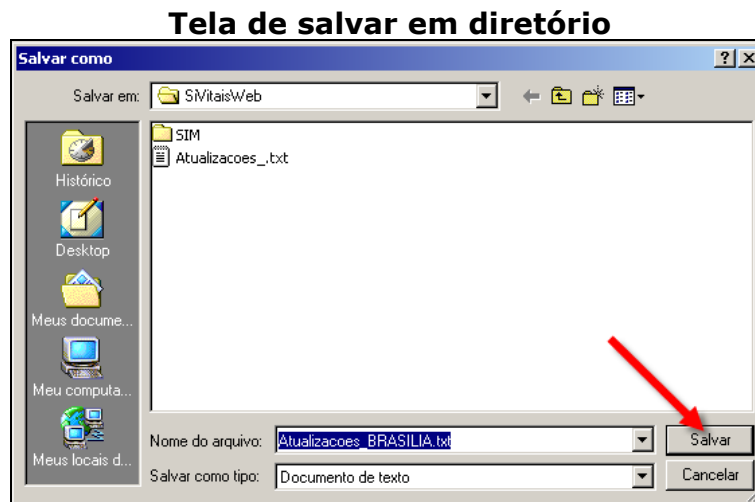 Tela de salvar em diretório
Salvar como
Salvar em:
SiVitaisWeb
SIM
Atualizacoes_.txt
Histórico
Desktop
Meus docume...
Meu computa...
Meus locais d...
Nome do arquivo:
Atualizacoes_BRASILIA.txt
Salvar
Salvar como tipo:
Documento de texto
Cancelar